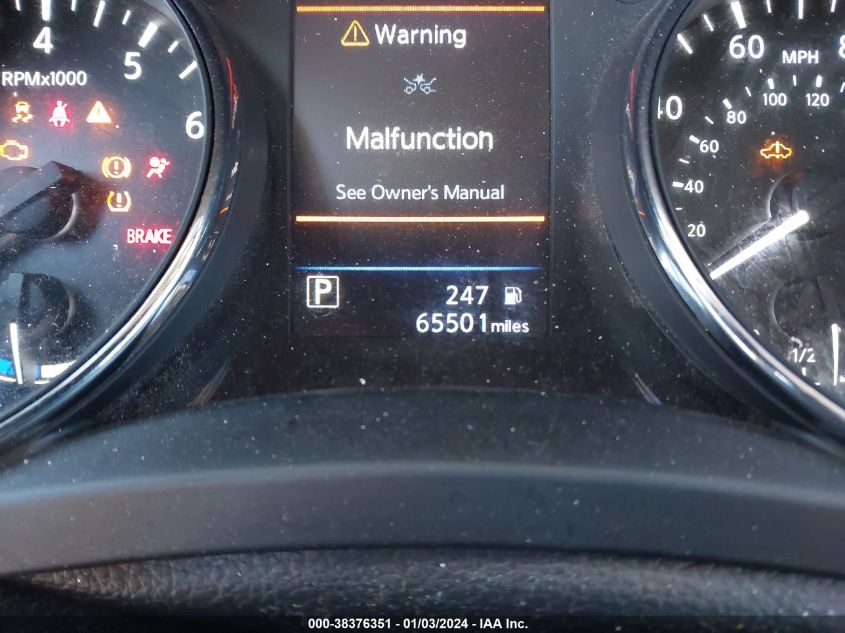 4
5
6
RPMx1000
BRAKE
Warning
Malfunction
See Owner's Manual
P
247
65501 miles
60
MPH
100
120
80
60
40
20
1/2
000-38376351 - 01/03/2024 - IAA Inc.